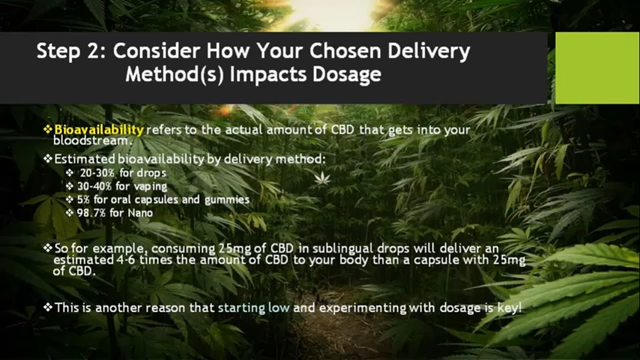 Step 2: Consider How Your Chosen Delivery
Method(s) Impacts Dosage
❖Bioavailability refers to the actual amount of CBD that gets into your
bloodstream.
❖Estimated bioavailability by delivery method:
❖ 20-30% for drops
❖ 30-40% for vaping
❖ 5% for oral capsules and gummies
❖ 98.7% for Nano
❖So for example, consuming 25mg of CBD in sublingual drops will deliver an
estimated 4-6 times the amount of CBD to your body than a capsule with 25mg
of CBD.
❖This is another reason that starting low and experimenting with dosage is key!